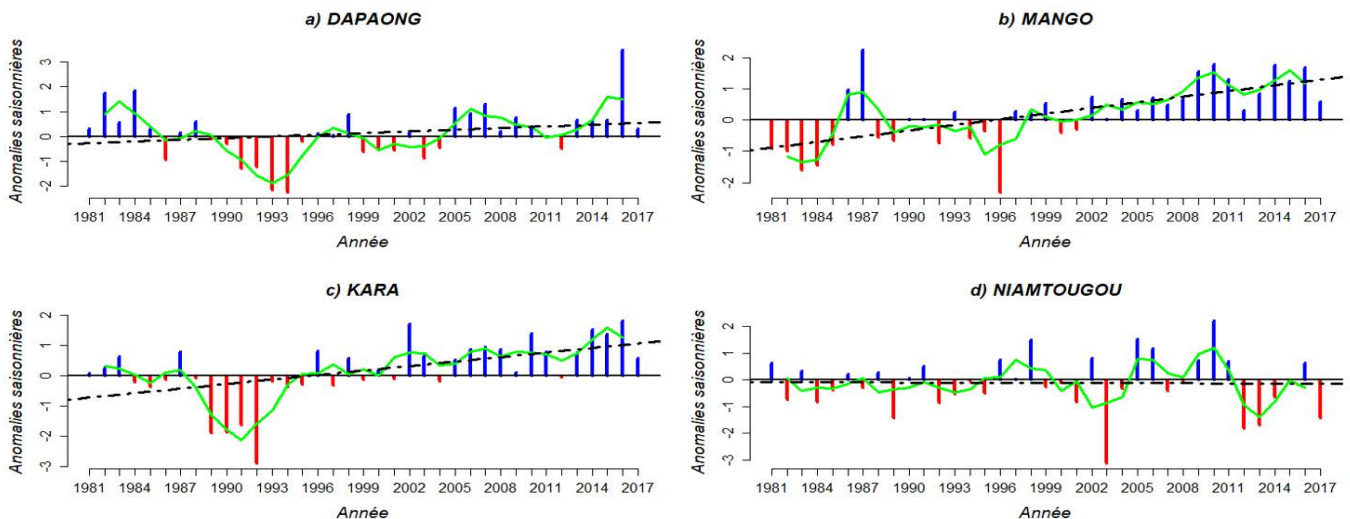 a) DAPAONG
Anomalies saisonnières
3
2
1
0
-1
-2
1981 1984 1987 1990 1993 1996 1999 2002 2005 2008 2011 2014 2017
Année
b) MANGO
Anomalies saisonnières
2
1
0
-1
-2
1981 1984 1987 1990 1993 1996 1999 2002 2005 2008 2011 2014 2017
Année
c) KARA
Anomalies saisonnières
2
1
0
-1
-2
-3
1981 1984 1987 1990 1993 1996 1999 2002 2005 2008 2011 2014 2017
Année
d) NIAMTOUGOU
Anomalies saisonnières
2
1
0
-1
-2
-3
1981 1984 1987 1990 1993 1996 1999 2002 2005 2008 2011 2014 2017
Année